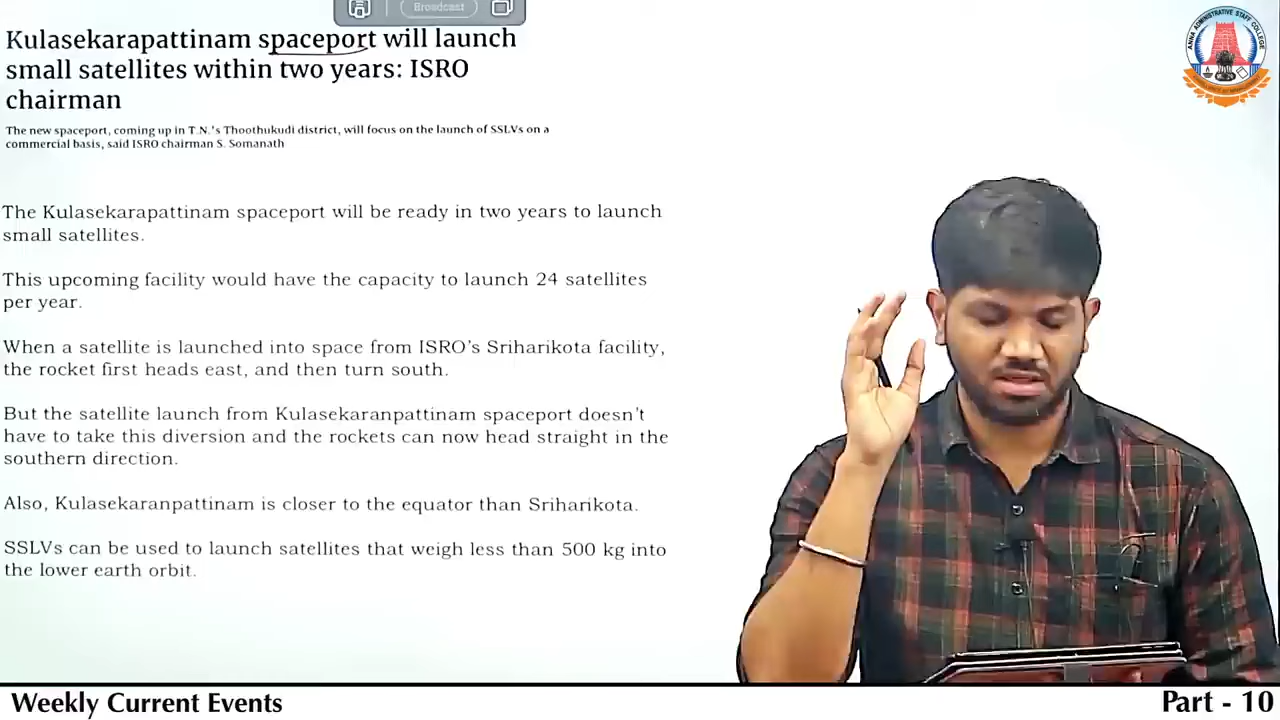 Broadcast
Kulasekarapattinam spaceport will launch
small satellites within two years: ISRO
chairman
The new spaceport, coming up in T.N.'s Thoothukudi district, will focus on the launch of SSLVs on a
commercial basis, said ISRO chairman S. Somanath
The Kulasekarapattinam spaceport will be ready in two years to launch
small satellites.
This upcoming facility would have the capacity to launch 24 satellites
per year.
When a satellite is launched into space from ISRO's Sriharikota facility,
the rocket first heads east, and then turn south.
But the satellite launch from Kulasekaranpattinam spaceport doesn't
have to take this diversion and the rockets can now head straight in the
southern direction.
Also, Kulasekaranpattinam is closer to the equator than Sriharikota.
SSLVs can be used to launch satellites that weigh less than 500 kg into
the lower earth orbit.
ANNA ADMINISTRATIVE STAFF COLLEGE
Weekly Current Events
Part - 10